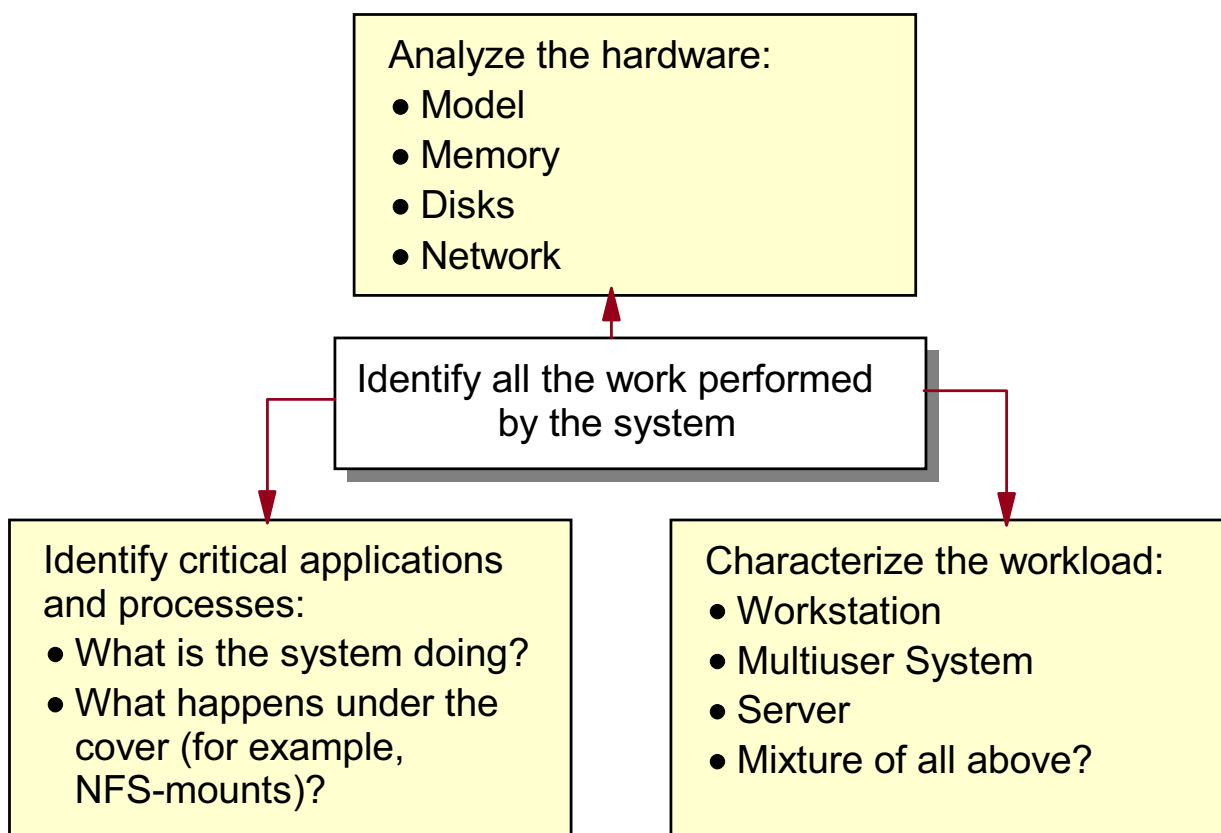 Analyze the hardware:
● Model
● Memory
● Disks
● Network
Identify all the work performed
by the system
Identify critical applications
and processes:
● What is the system doing?
● What happens under the
cover (for example,
NFS-mounts)?
Characterize the workload:
● Workstation
● Multiuser System
● Server
● Mixture of all above?